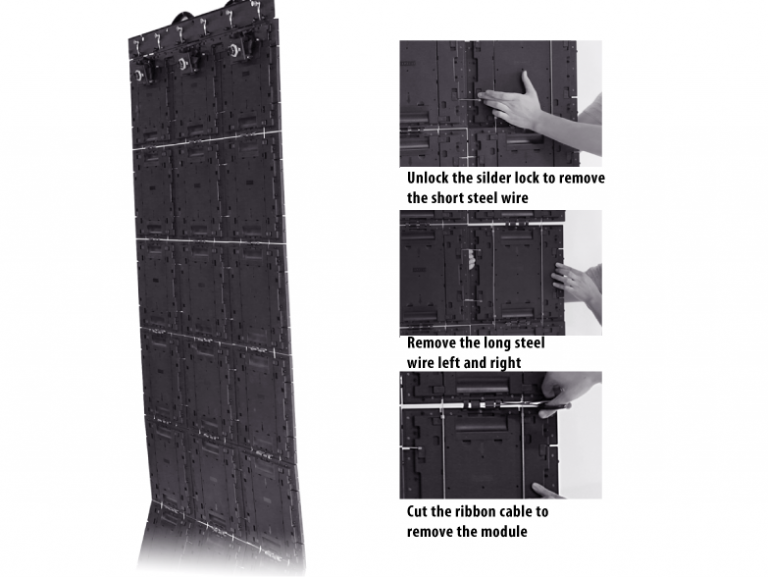 Unlock the silder lock to remove
the short steel wire
Remove the long steel
wire left and right
Cut the ribbon cable to
remove the module